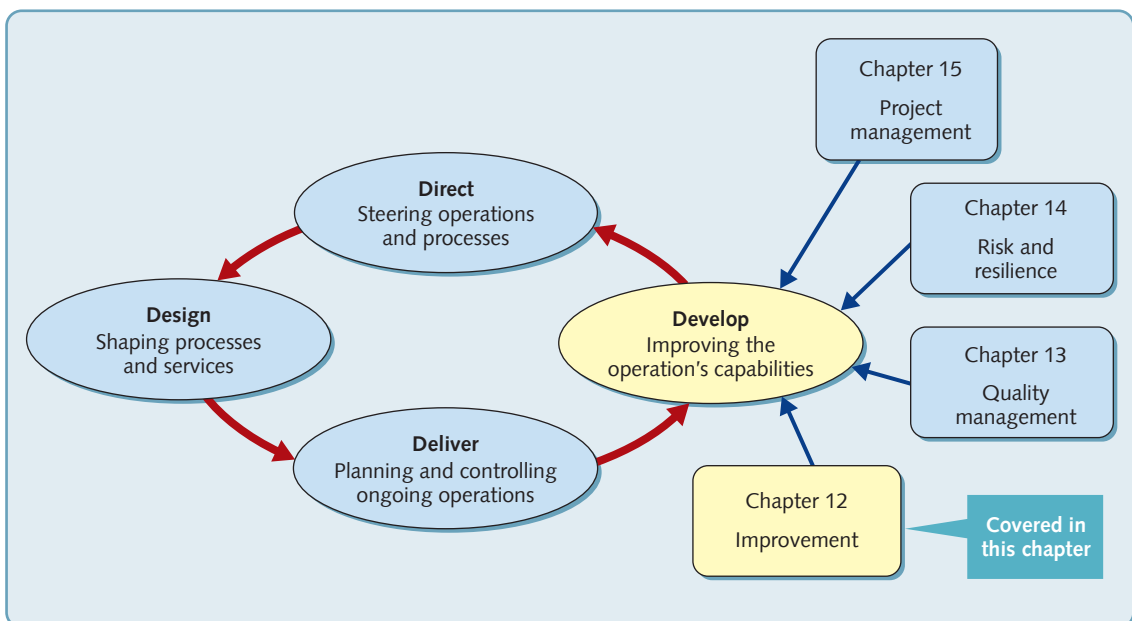 Chapter 15
Project
management
Direct
Steering operations
and processes
Chapter 14
Risk and
resilience
Design
Shaping processes
and services
Develop
Improving the
operation's capabilities
Chapter 13
Quality
management
Deliver
Planning and controlling
ongoing operations
Chapter 12
Improvement
Covered in
this chapter